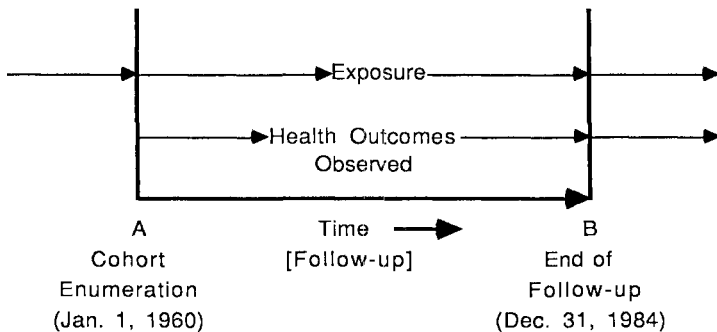 Exposure
Health Outcomes
Observed
A
Cohort
Enumeration
(Jan. 1, 1960)
Time
[Follow-up]
B
End of
Follow-up
(Dec. 31, 1984)